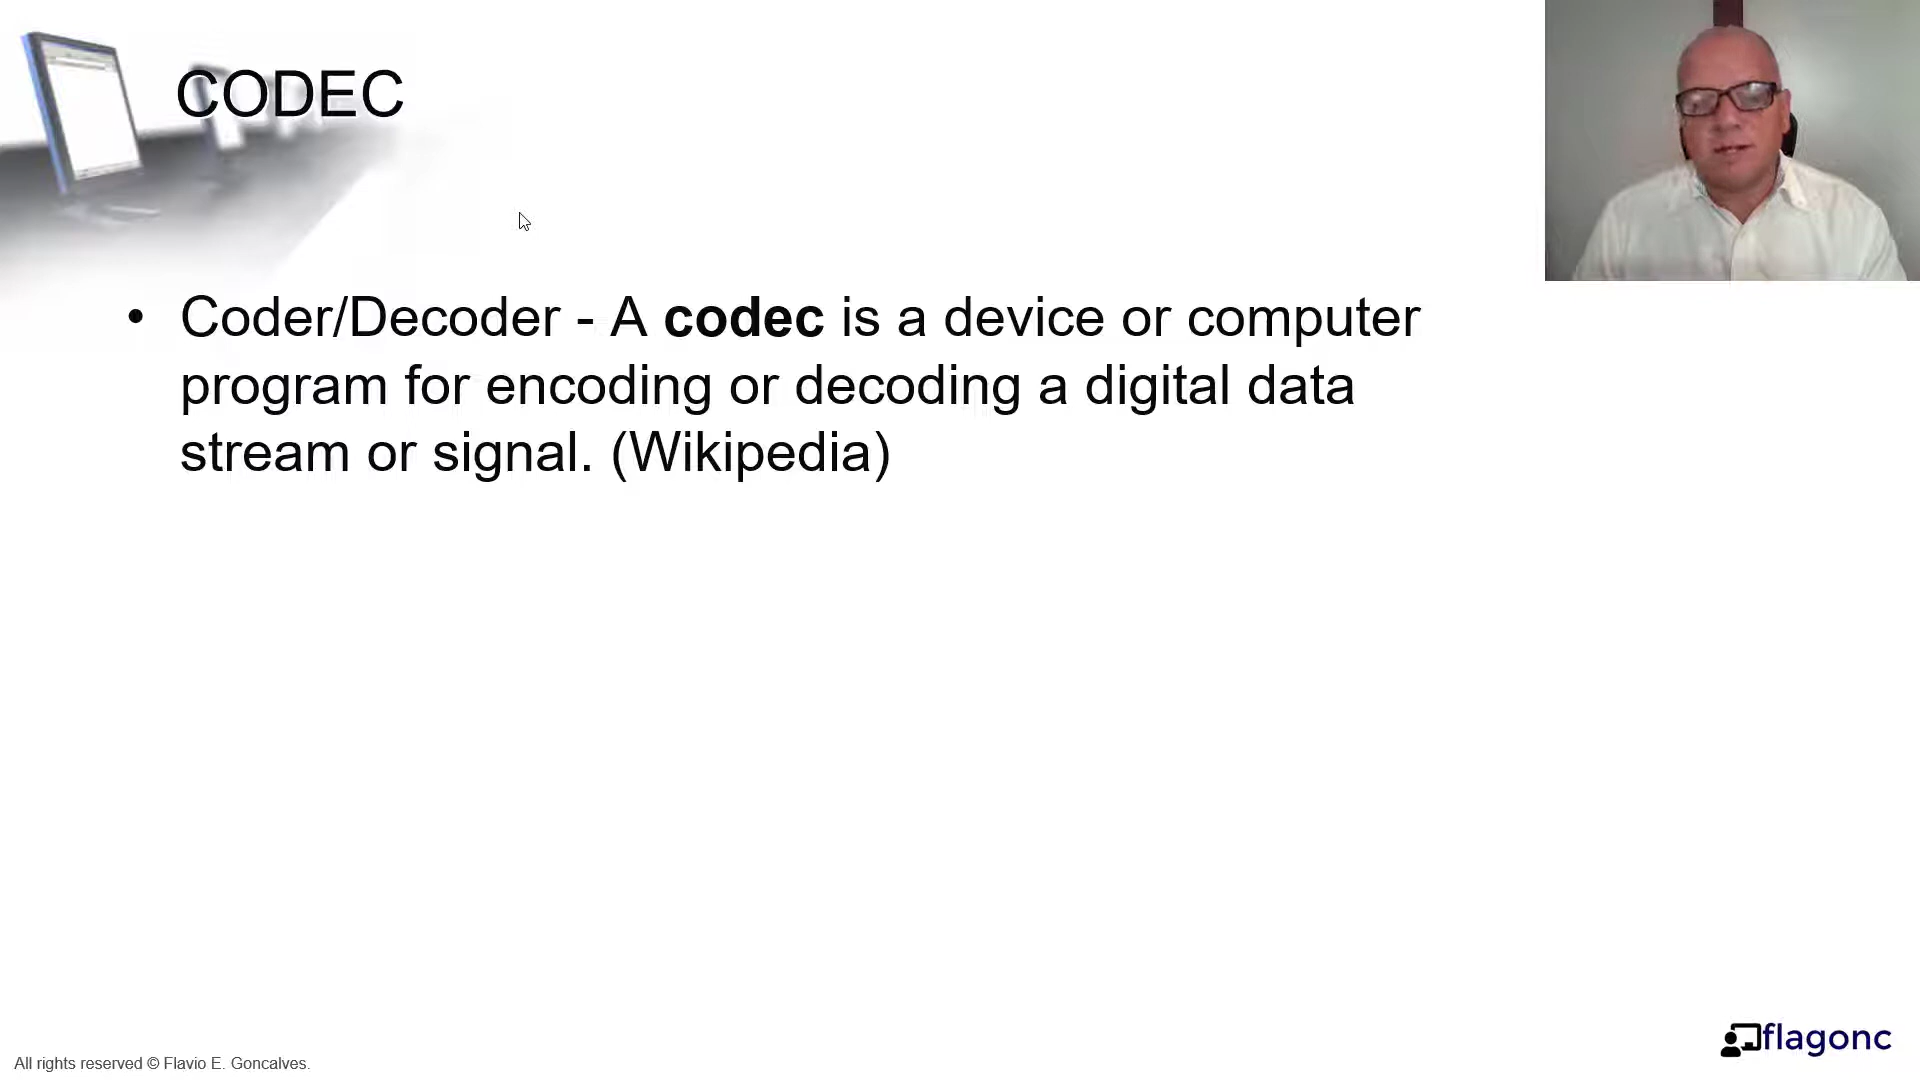 CODEC
• Coder/Decoder - A codec is a device or computer
program for encoding or decoding a digital data
stream or signal. (Wikipedia)
All rights reserved © Flavio E. Goncalves.
flagonc